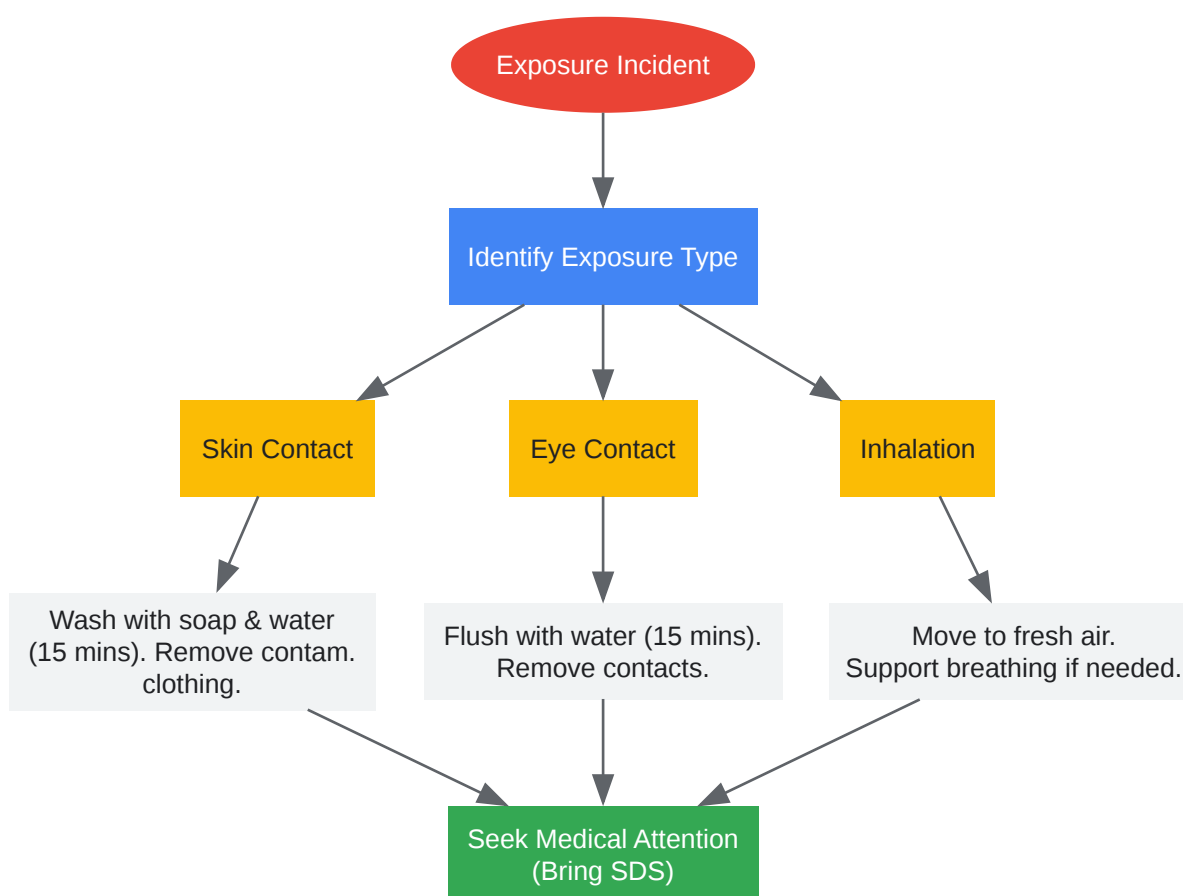 Exposure Incident
Identify Exposure Type
Skin Contact
Eye Contact
Inhalation
Wash with soap & water
(15 mins). Remove contam.
clothing.
Flush with water (15 mins).
Remove contacts.
Move to fresh air.
Support breathing if needed.
Seek Medical Attention
(Bring SDS)